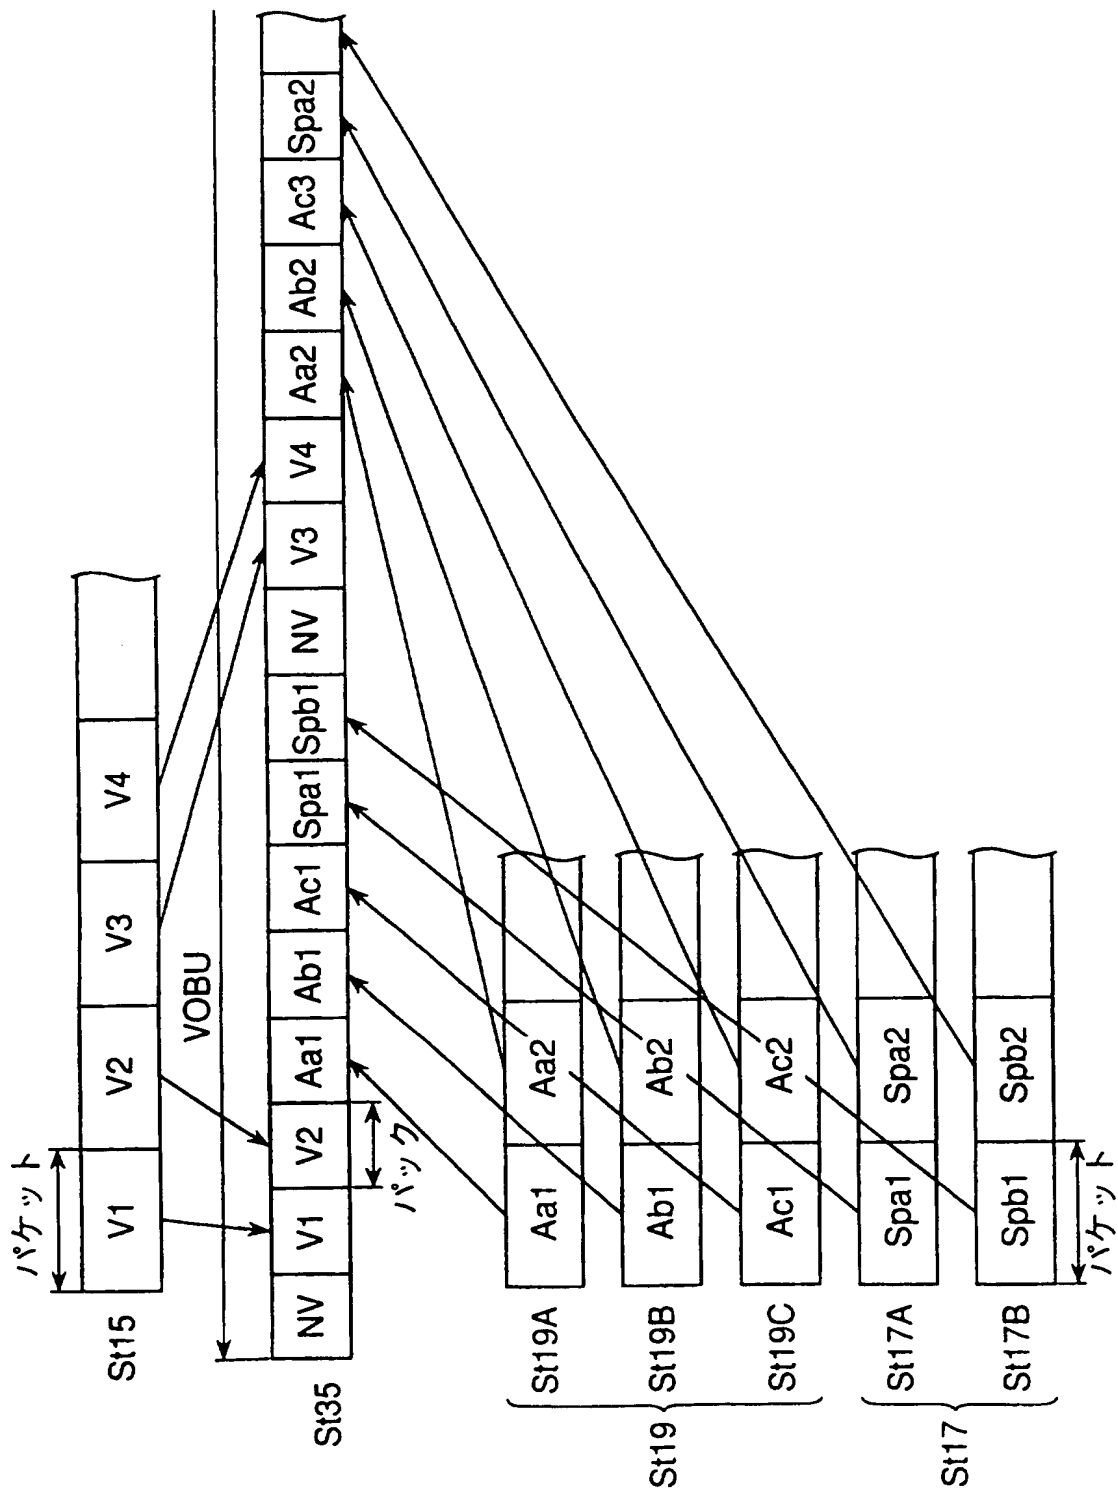 パケット
St15 V1 V2 V3 V4
VOBU
St35 NV V1 V2 Aa1 Ab1 Ac1 Spa1 Spb1 NV V3 V4 Aa2 Ab2 Ac3 Spa2
パック
St19
St19A Aa1 Aa2
St19B Ab1 Ab2
St19C Ac1 Ac2
St17
St17A Spa1 Spa2
St17B Spb1 Spb2
パケット